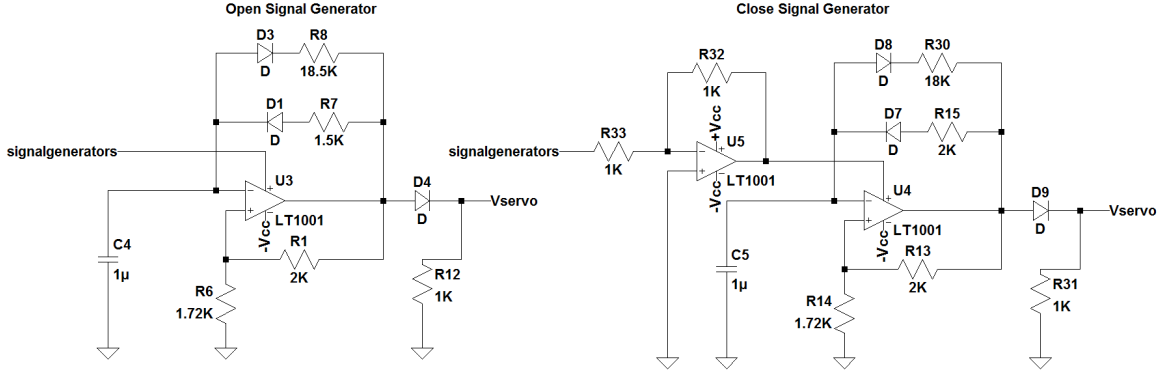 Open Signal Generator
Close Signal Generator
D3
R8
D
18.5K
D1
R7
D
1.5K
signalgenerators
U3
+
−
+
−
LT1001
-Vcc
D4
D
Vservo
C4
1µ
R1
2K
R6
1.72K
R12
1K
D8
R30
D
18K
R32
1K
D7
R15
D
2K
+Vcc
U5
signalgenerators
R33
1K
+
−
+
−
LT1001
-Vcc
U4
+
−
+
−
LT1001
-Vcc
D9
D
Vservo
C5
1µ
R13
2K
R14
1.72K
R31
1K